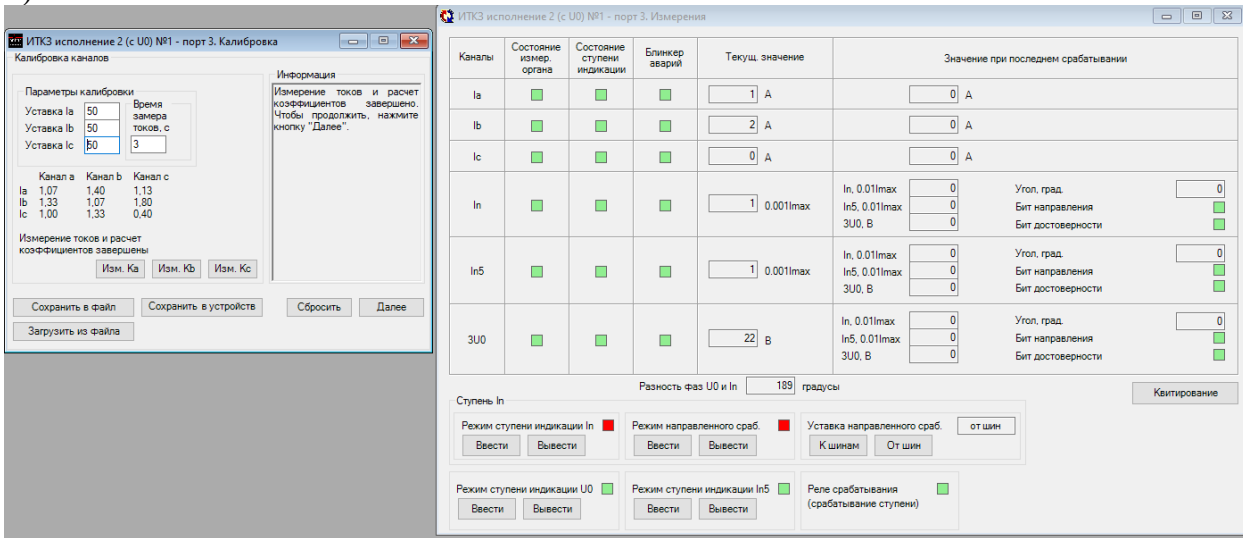 ИТКЗ исполнение 2 (с U0) №1 - порт 3. Калибровка
Калибровка каналов
Параметры калибровки
Уставка Ia 50
Уставка Ib 50
Уставка Ic 50
Время
замера
токов, с
3
Канал a Канал b Канал c
Ia 1,07 1,40 1,13
Ib 1,33 1,07 1,80
Ic 1,00 1,33 0,40
Измерение токов и расчет
коэффициентов завершены
Изм. Ka Изм. Kb Изм. Kc
Информация
Измерение токов и расчет
коэффициентов завершено.
Чтобы продолжить, нажмите
кнопку "Далее".
Сохранить в файл Сохранить в устройств Сбросить Далее
Загрузить из файла
ИТКЗ исполнение 2 (с U0) №1 - порт 3. Измерения
Каналы
Состояние
измер.
органа
Состояние
ступени
индикации
Блинкер
аварий
Текущ. значение
Значение при последнем срабатывании
Ia 1 А 0 А
Ib 2 А 0 А
Ic 0 А 0 А
In 1 0.001Imax
In, 0.01Imax 0 Угол, град. 0
In5, 0.01Imax 0 Бит направления
3U0, В 0 Бит достоверности
In5 1 0.001Imax
In, 0.01Imax 0 Угол, град. 0
In5, 0.01Imax 0 Бит направления
3U0, В 0 Бит достоверности
3U0 22 В
In, 0.01Imax 0 Угол, град. 0
In5, 0.01Imax 0 Бит направления
3U0, В 0 Бит достоверности
Разность фаз U0 и In 189 градусы
Квитирование
Ступень In
Режим ступени индикации In
Ввести Вывести
Режим направленного сраб.
Ввести Вывести
Уставка направленного сраб. от шин
К шинам От шин
Режим ступени индикации U0
Ввести Вывести
Режим ступени индикации In5
Ввести Вывести
Реле срабатывания
(срабатывание ступени)